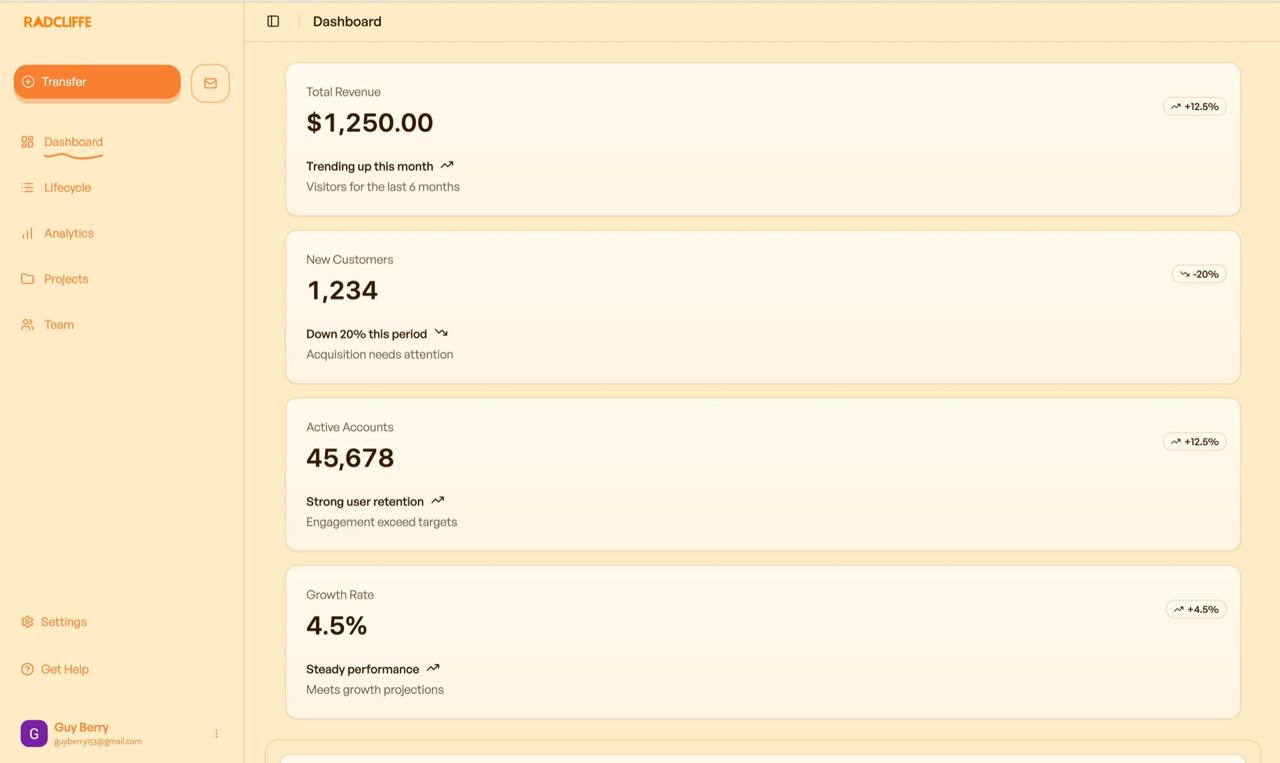 RADCLIFFE
Dashboard
Transfer
Dashboard
Lifecycle
Analytics
Projects
Team
Settings
Get Help
G
Guy Berry
guyberry153@gmail.com
Total Revenue
$1,250.00
+12.5%
Trending up this month
Visitors for the last 6 months
New Customers
1,234
-20%
Down 20% this period
Acquisition needs attention
Active Accounts
45,678
+12.5%
Strong user retention
Engagement exceed targets
Growth Rate
4.5%
+4.5%
Steady performance
Meets growth projections